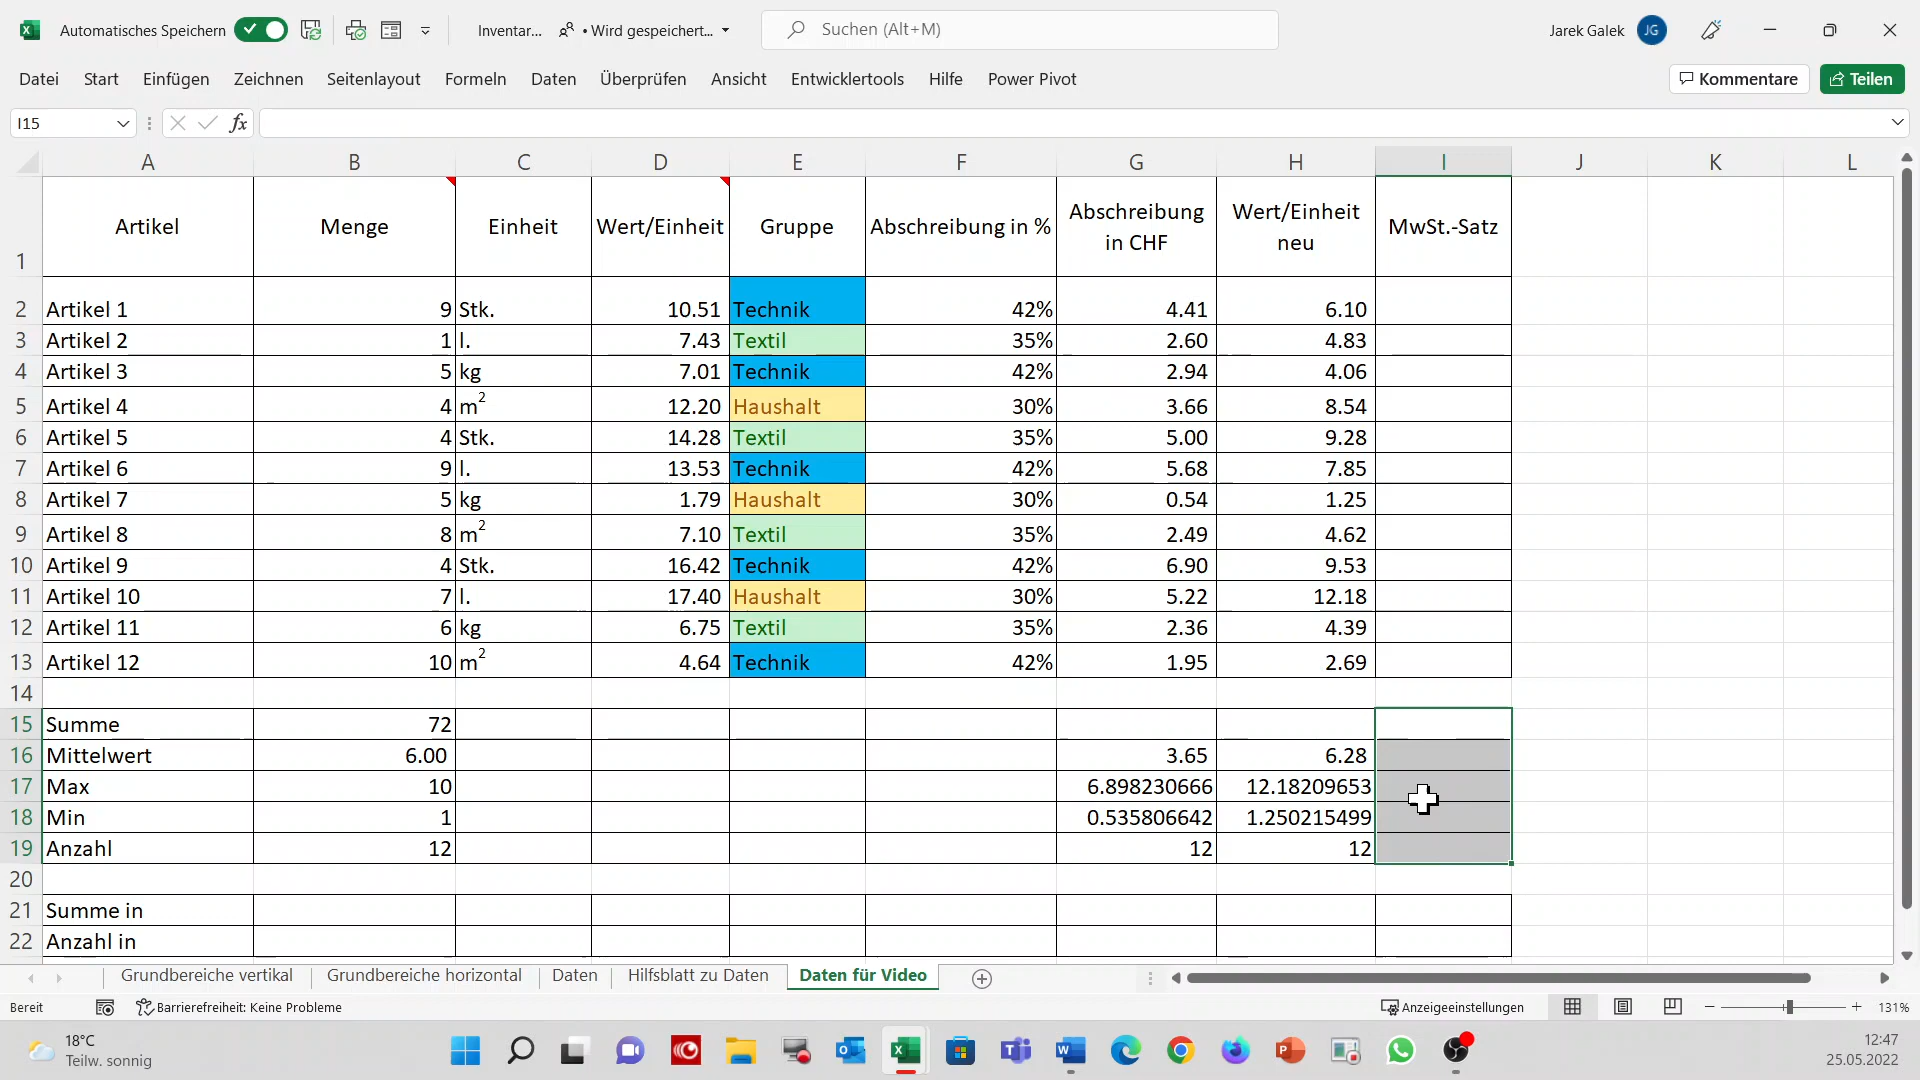 Automatisches Speichern
Inventar...
• Wird gespeichert...
Suchen (Alt+M)
Jarek Galek
JG
Datei Start Einfügen Zeichnen Seitenlayout Formeln Daten Überprüfen Ansicht Entwicklertools Hilfe Power Pivot
Kommentare
Teilen
I15
fx
A B C D E F G H I J K L
1 Artikel Menge Einheit Wert/Einheit Gruppe Abschreibung in % Abschreibung in CHF Wert/Einheit neu MwSt.-Satz
2 Artikel 1 9 Stk. 10.51 Technik 42% 4.41 6.10
3 Artikel 2 1 l. 7.43 Textil 35% 2.60 4.83
4 Artikel 3 5 kg 7.01 Technik 42% 2.94 4.06
5 Artikel 4 4 m² 12.20 Haushalt 30% 3.66 8.54
6 Artikel 5 4 Stk. 14.28 Textil 35% 5.00 9.28
7 Artikel 6 9 l. 13.53 Technik 42% 5.68 7.85
8 Artikel 7 5 kg 1.79 Haushalt 30% 0.54 1.25
9 Artikel 8 8 m² 7.10 Textil 35% 2.49 4.62
10 Artikel 9 4 Stk. 16.42 Technik 42% 6.90 9.53
11 Artikel 10 7 l. 17.40 Haushalt 30% 5.22 12.18
12 Artikel 11 6 kg 6.75 Textil 35% 2.36 4.39
13 Artikel 12 10 m² 4.64 Technik 42% 1.95 2.69
14
15 Summe 72
16 Mittelwert 6.00 3.65 6.28
17 Max 10 6.898230666 12.18209653
18 Min 1 0.535806642 1.250215499
19 Anzahl 12 12 12
20
21 Summe in
22 Anzahl in
Grundbereiche vertikal Grundbereiche horizontal Daten Hilfsblatt zu Daten Daten für Video
Bereit
Barrierefreiheit: Keine Probleme
Anzeigeeinstellungen
131%
18°C
Teilw. sonnig
12:47
25.05.2022